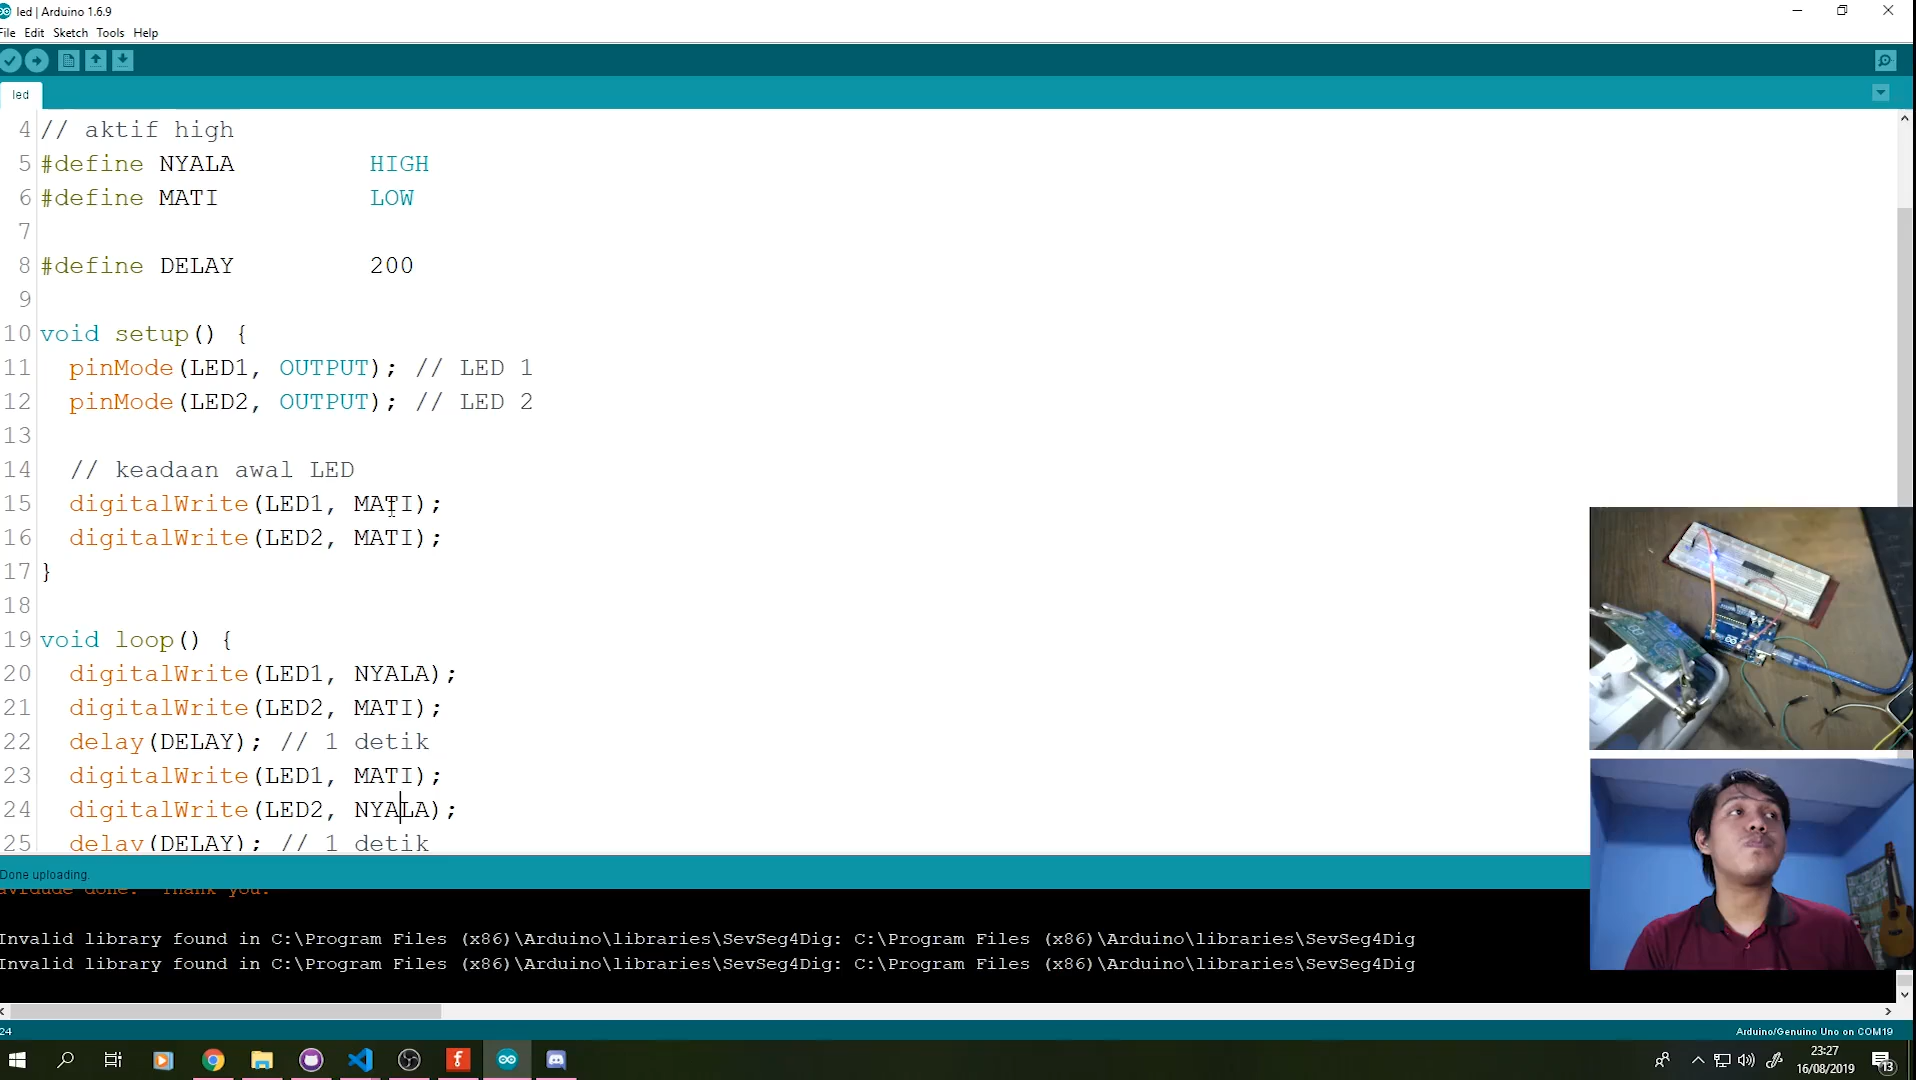 led | Arduino 1.6.9
File Edit Sketch Tools Help
led
4 // aktif high
5 #define NYALA HIGH
6 #define MATI LOW
7
8 #define DELAY 200
9
10 void setup() {
11 pinMode(LED1, OUTPUT); // LED 1
12 pinMode(LED2, OUTPUT); // LED 2
13
14 // keadaan awal LED
15 digitalWrite(LED1, MATI);
16 digitalWrite(LED2, MATI);
17 }
18
19 void loop() {
20 digitalWrite(LED1, NYALA);
21 digitalWrite(LED2, MATI);
22 delay(DELAY); // 1 detik
23 digitalWrite(LED1, MATI);
24 digitalWrite(LED2, NYALA);
25 delay(DELAY); // 1 detik
Done uploading.
avrdude done. Thank you.
Invalid library found in C:\Program Files (x86)\Arduino\libraries\SevSeg4Dig: C:\Program Files (x86)\Arduino\libraries\SevSeg4Dig
Invalid library found in C:\Program Files (x86)\Arduino\libraries\SevSeg4Dig: C:\Program Files (x86)\Arduino\libraries\SevSeg4Dig
24
Arduino/Genuino Uno on COM19
23:27
16/08/2019
13